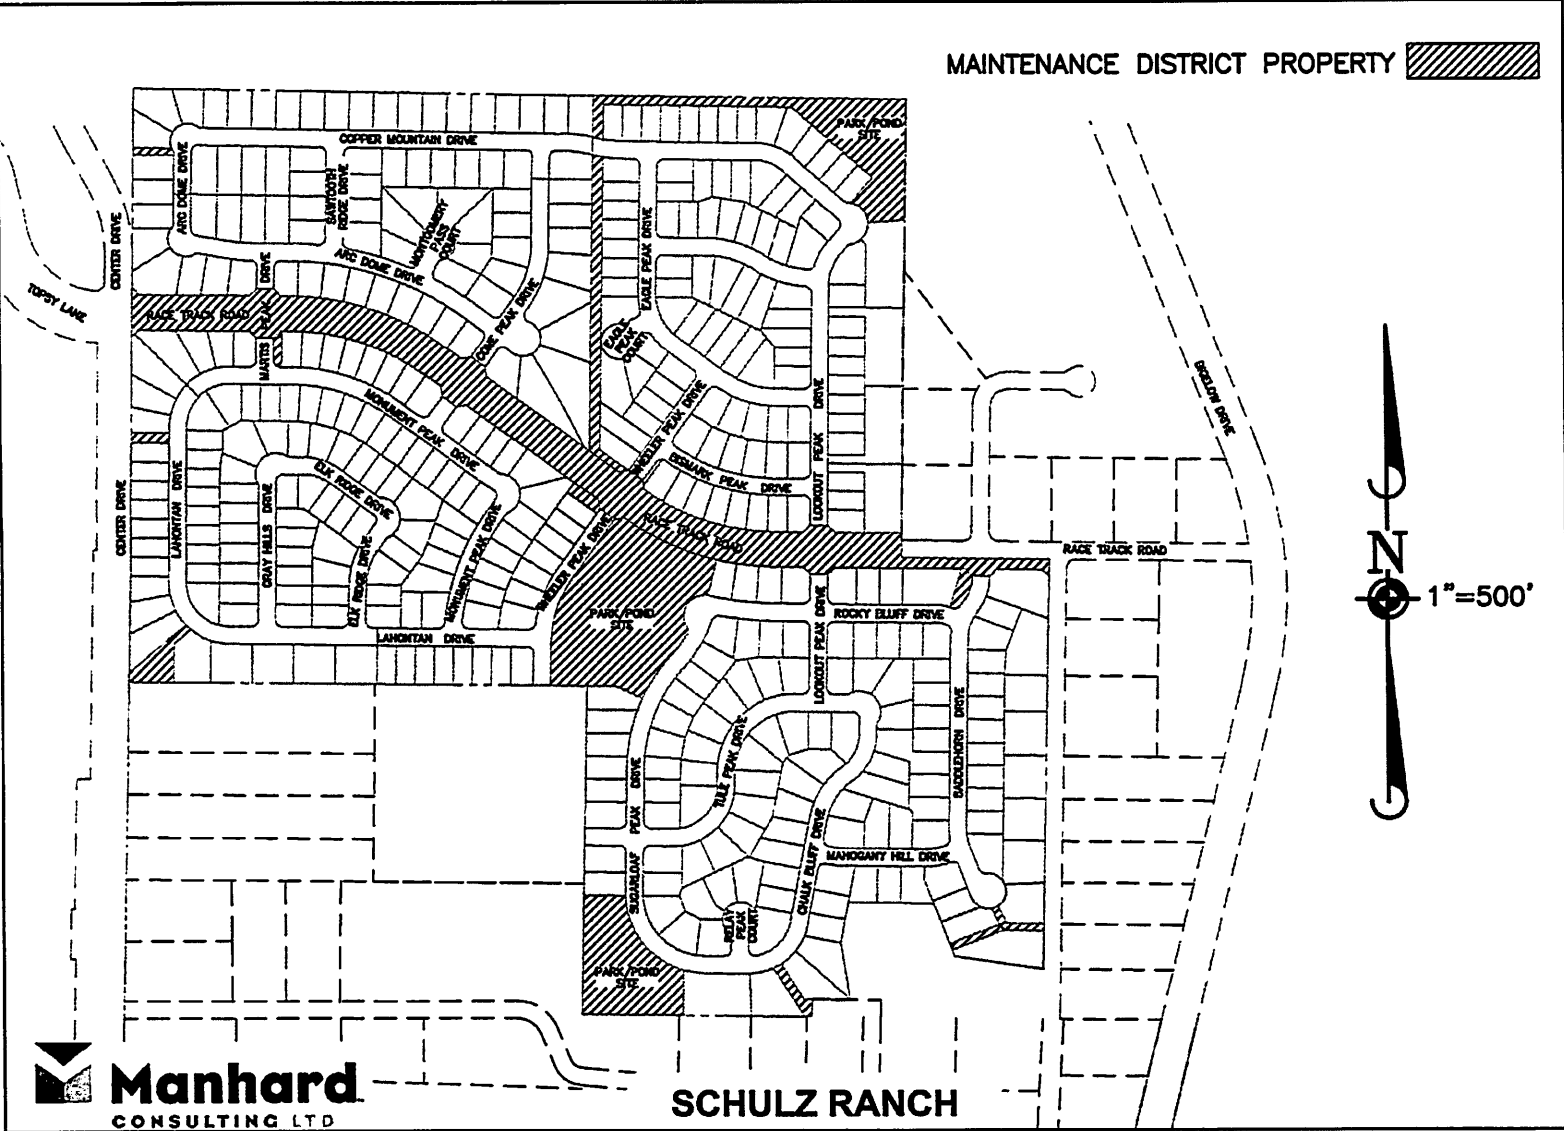 MAINTENANCE DISTRICT PROPERTY
PARK/POND
SITE
COPPER MOUNTAIN DRIVE
ARC DOME DRIVE
SAWTOOTH
RIDGE DRIVE
MONTGOMERY
PASS
COURT
CENTER DRIVE
EAGLE PEAK DRIVE
ARC DOME DRIVE
TOPSY LANE
RACE TRACK ROAD
MARTIS PEAK DRIVE
CONE PEAK DRIVE
EAGLE
PEAK
COURT
BIGELOW DRIVE
MONUMENT PEAK DRIVE
WHEELER PEAK DRIVE
LOOKOUT PEAK DRIVE
BISMARK PEAK DRIVE
ELK RIDGE DRIVE
CENTER DRIVE
LAHONTAN DRIVE
GRAY HILLS DRIVE
RACE TRACK ROAD
RACE TRACK ROAD
N
1"=500'
ELK RIDGE DRIVE
MONUMENT PEAK DRIVE
WHEELER PEAK DRIVE
PARK/POND
SITE
LAHONTAN DRIVE
LOOKOUT PEAK DRIVE
ROCKY BLUFF DRIVE
TULE PEAK DRIVE
SADDLEHORN DRIVE
SUGARLOAF PEAK DRIVE
CHALK BLUFF DRIVE
MAHOGANY HILL DRIVE
RELAY
PEAK
COURT
PARK/POND
SITE
Manhard
CONSULTING LTD
SCHULZ RANCH